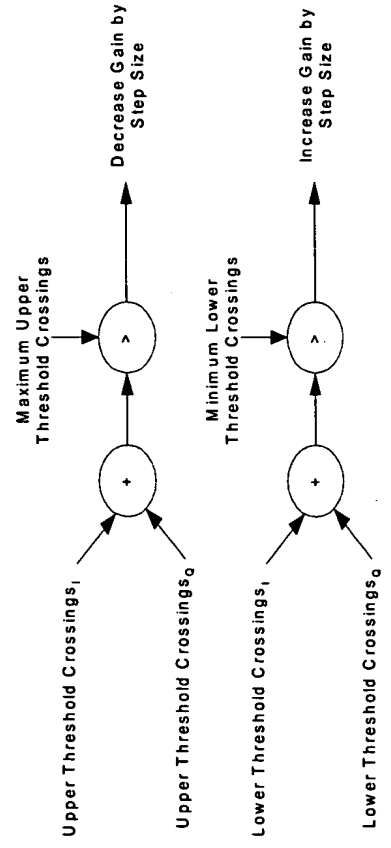 Upper Threshold Crossings_I
Upper Threshold Crossings_Q
+
Maximum Upper
Threshold Crossings
>
Decrease Gain by
Step Size
Lower Threshold Crossings_I
Lower Threshold Crossings_Q
+
Minimum Lower
Threshold Crossings
>
Increase Gain by
Step Size